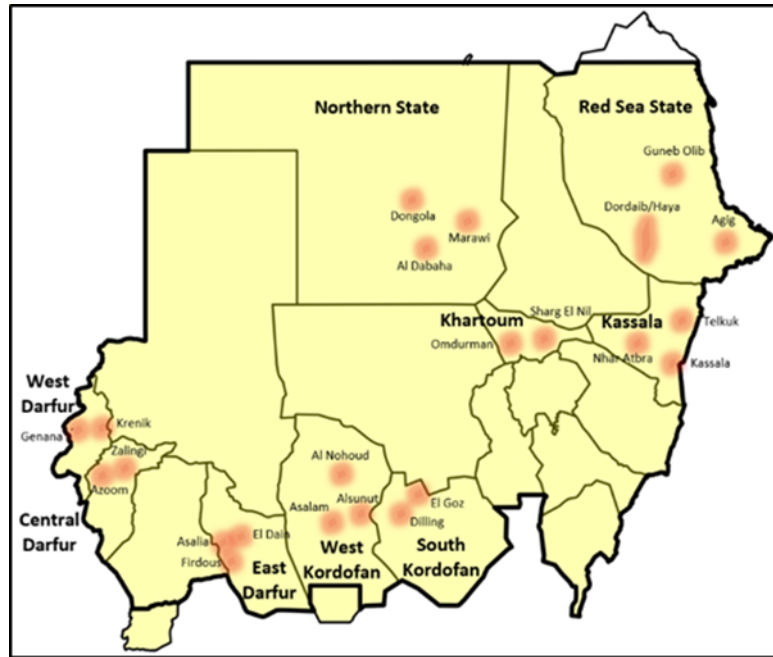 Northern State
Red Sea State
Guneb Olib
Dordaib/Haya
Agig
Dongola
Marawi
Al Dabaha
Khartoum
Sharg El Nil
Kassala
Telkuk
Omdurman
Nhar Atbra
Kassala
West
Darfur
Genana
Krenik
Zalingi
Azoom
Central
Darfur
Al Nohoud
Alsunut
Asalam
El Goz
Dilling
West
Kordofan
South
Kordofan
El Dain
Asalia
Firdous
East
Darfur